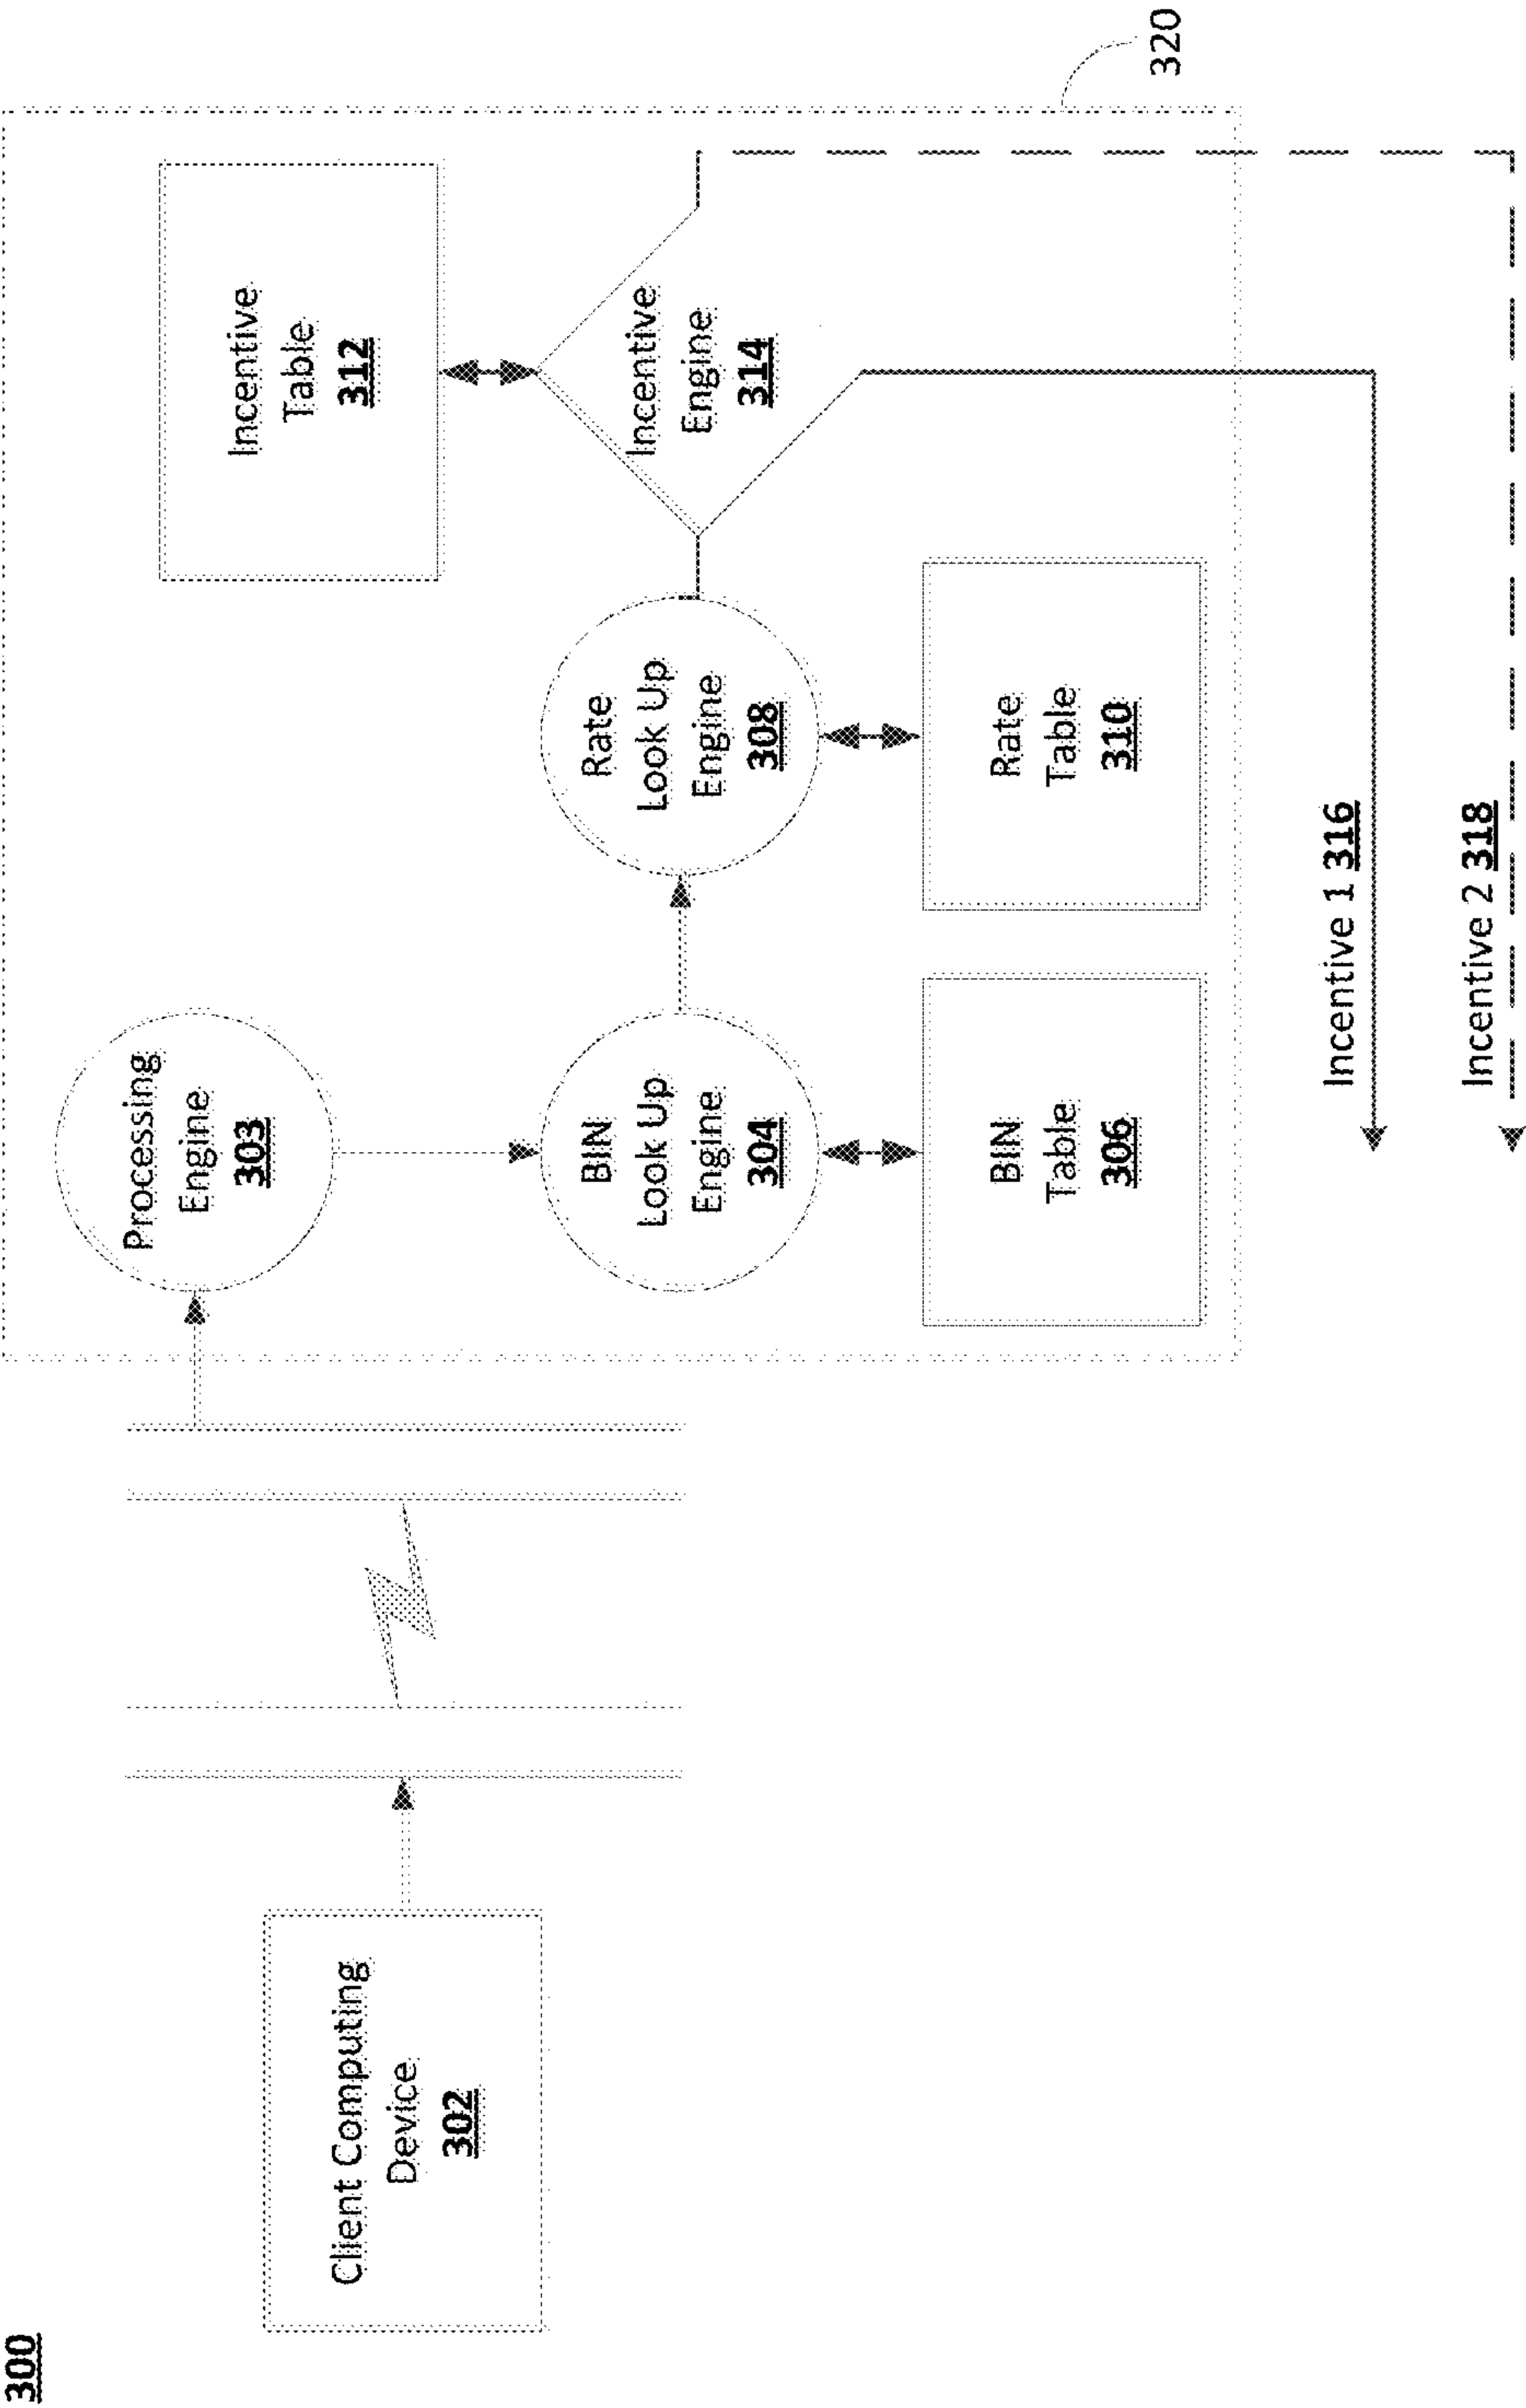 300
Client Computing
Device
302
Processing
Engine
303
BIN
Look Up
Engine
304
BIN
Table
306
Rate
Look Up
Engine
308
Rate
Table
310
Incentive
Table
312
Incentive
Engine
314
Incentive 1 316
Incentive 2 318
320